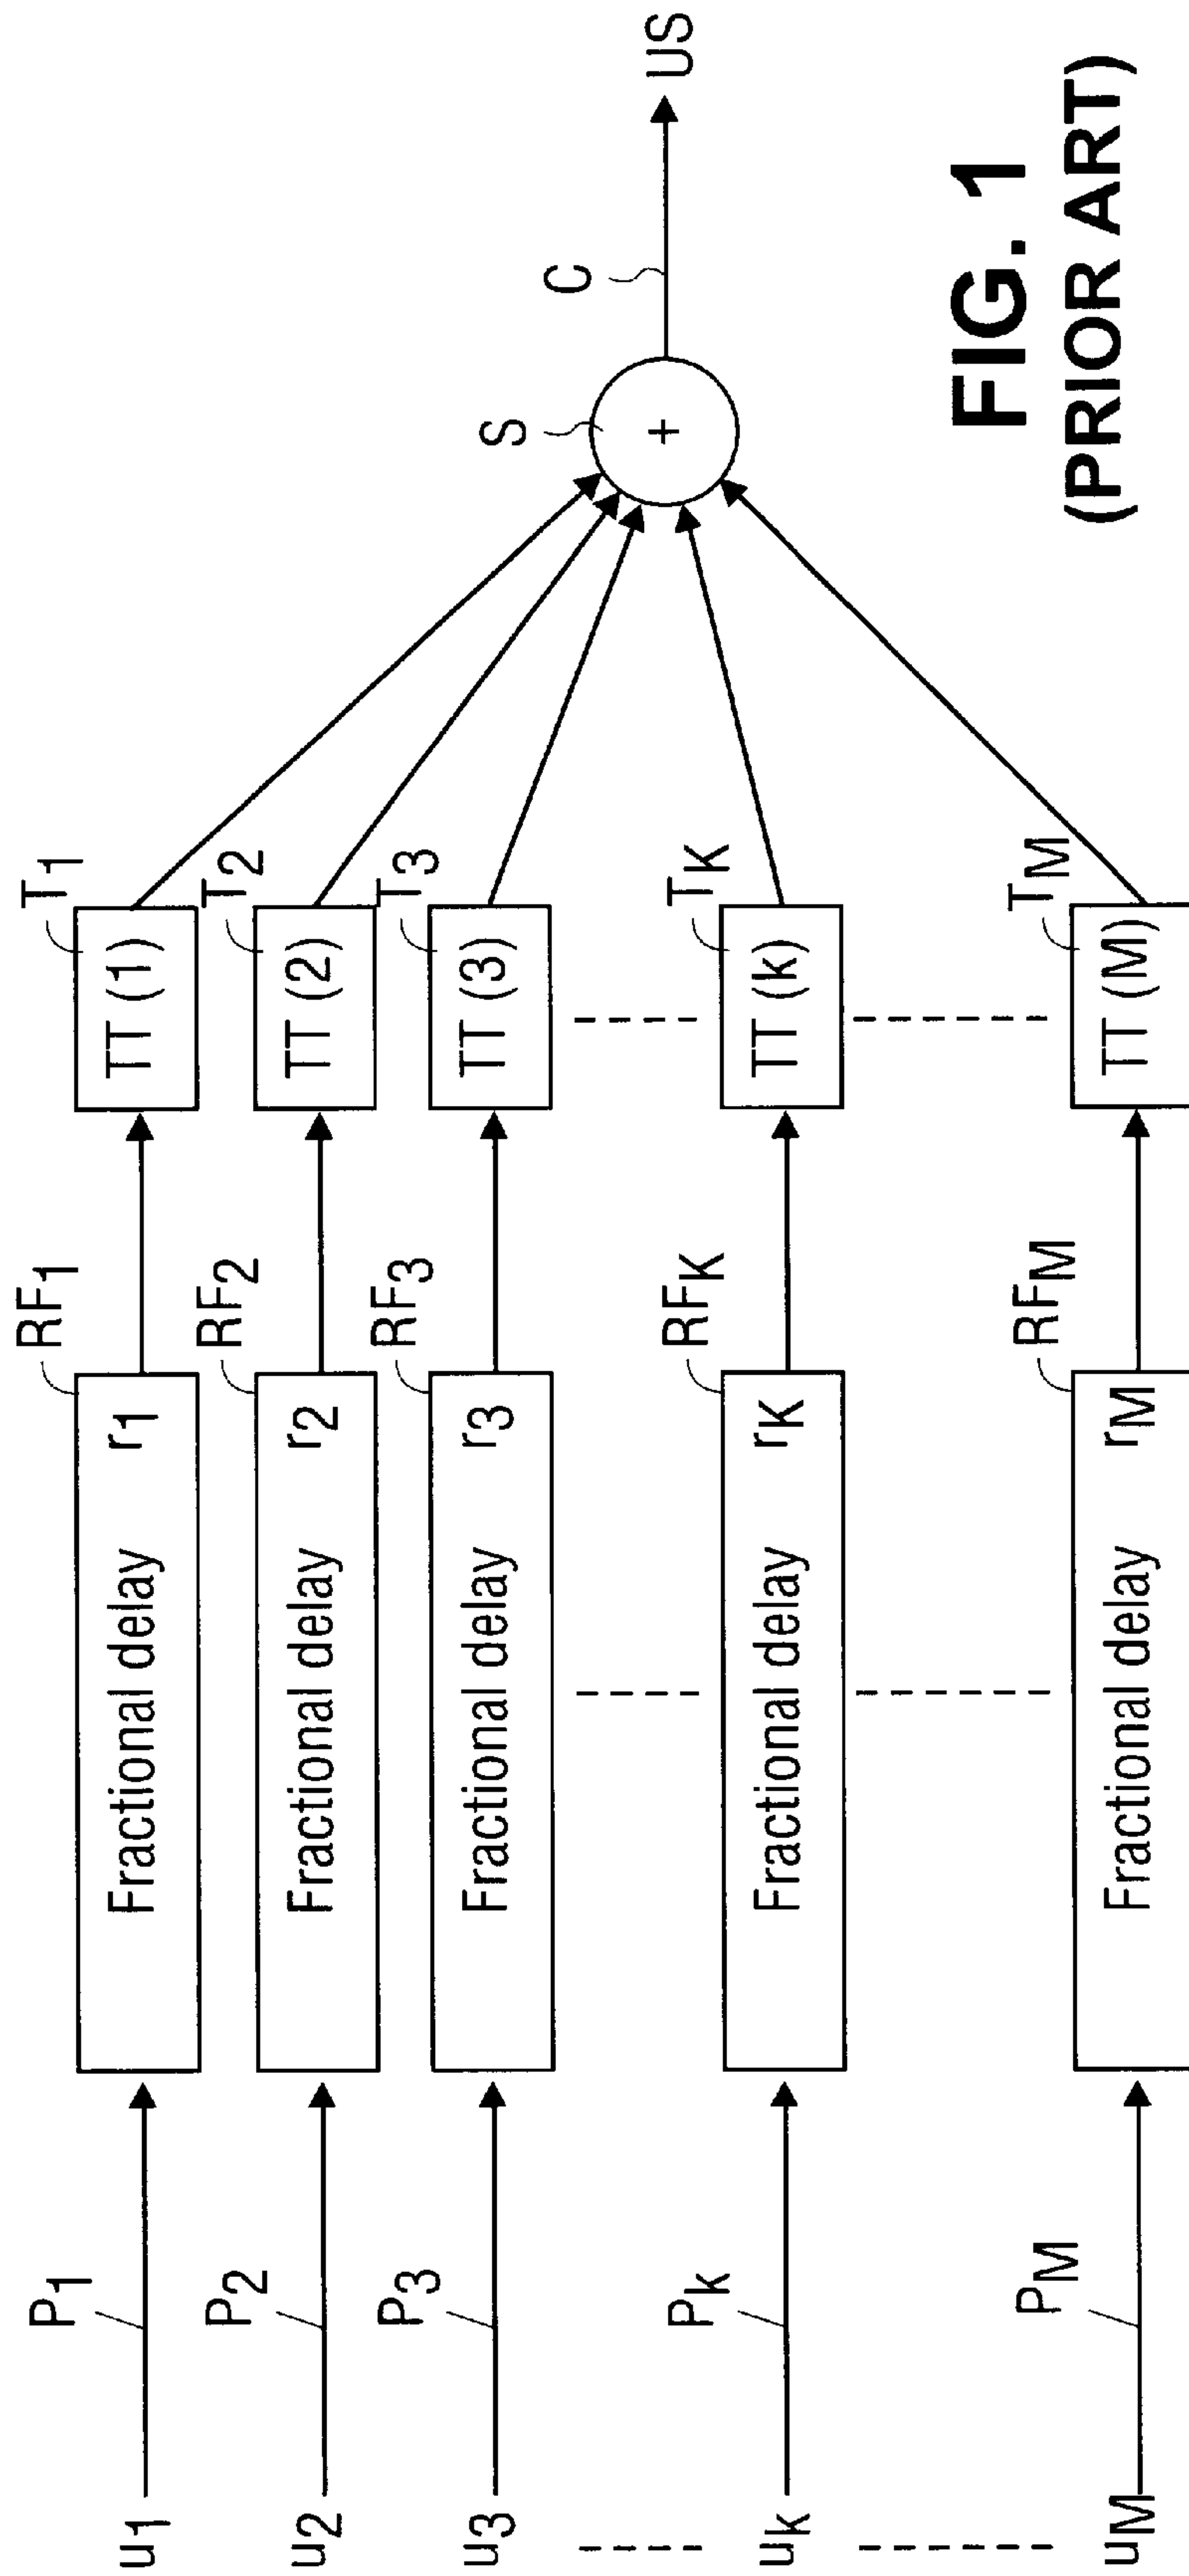 u1 P1 Fractional delay r1 RF1 TT (1) T1
u2 P2 Fractional delay r2 RF2 TT (2) T2
u3 P3 Fractional delay r3 RF3 TT (3) T3
uk Pk Fractional delay rK RFK TT (k) TK
uM PM Fractional delay rM RFM TT (M) TM
S
+
C
US
FIG. 1
(PRIOR ART)